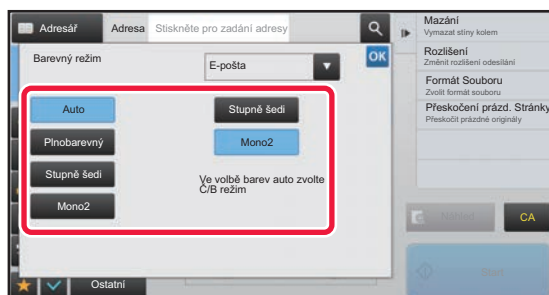 Adresář
Adresa
Stiskněte pro zadání adresy
Barevný režim
E-pošta
OK
Auto
Plnobarevný
Stupně šedi
Mono2
Stupně šedi
Mono2
Ve volbě barev auto zvolte
Č/B režim
Ostatní
Mazání
Vymazat stíny kolem
Rozlišení
Změnit rozlišení odesílání
Formát Souboru
Zvolit formát souboru
Přeskočení prázd. Stránky
Přeskočit prázdné originály
Náhled
CA
Start